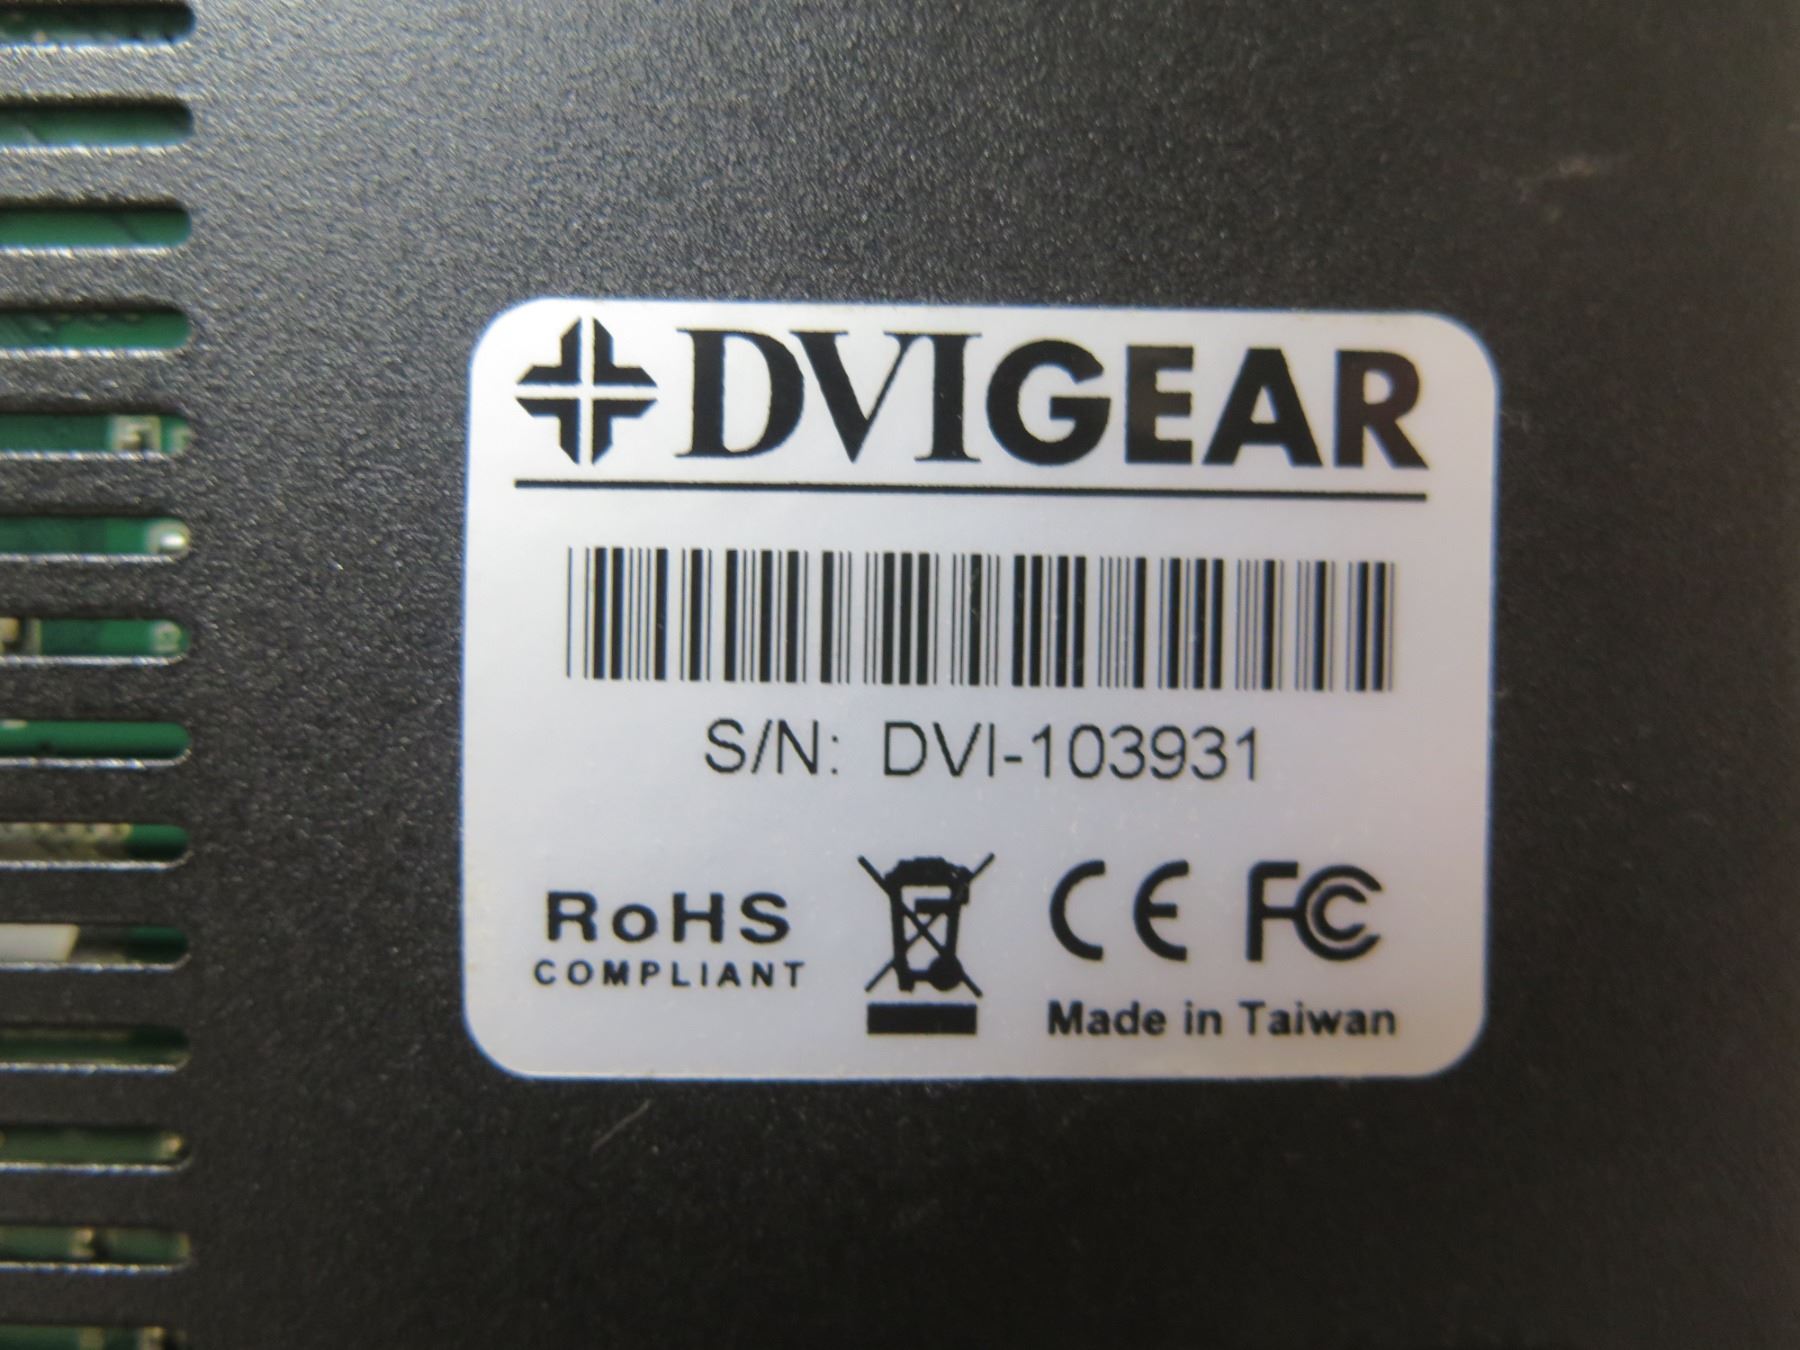 DVIGEAR
S/N: DVI-103931
RoHS
COMPLIANT
CE FC
Made in Taiwan